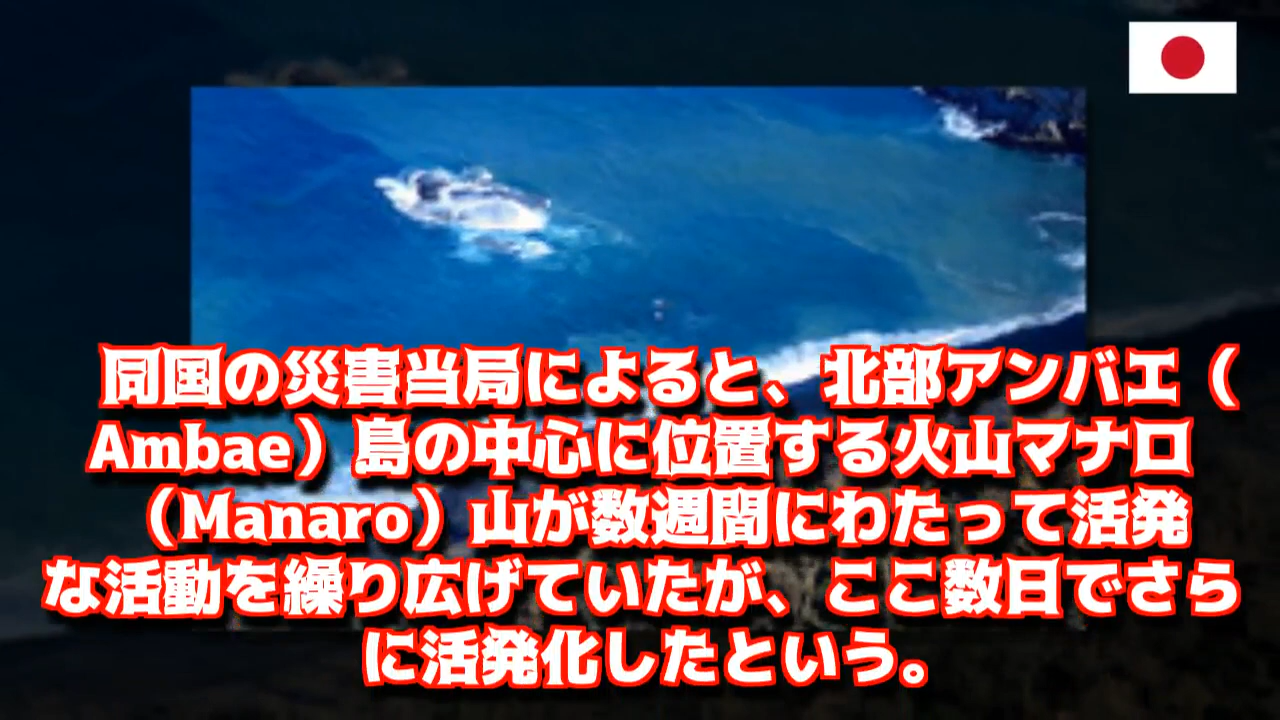 同国の災害当局によると、北部アンバエ（
Ambae）島の中心に位置する火山マナロ
（Manaro）山が数週間にわたって活発
な活動を繰り広げていたが、ここ数日でさら
に活発化したという。